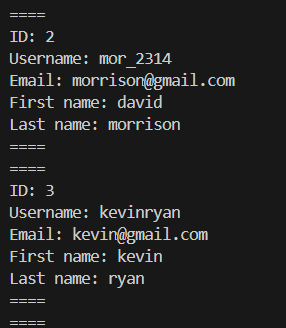 ====
ID: 2
Username: mor_2314
Email: morrison@gmail.com
First name: david
Last name: morrison
====
====
ID: 3
Username: kevinryan
Email: kevin@gmail.com
First name: kevin
Last name: ryan
====
====